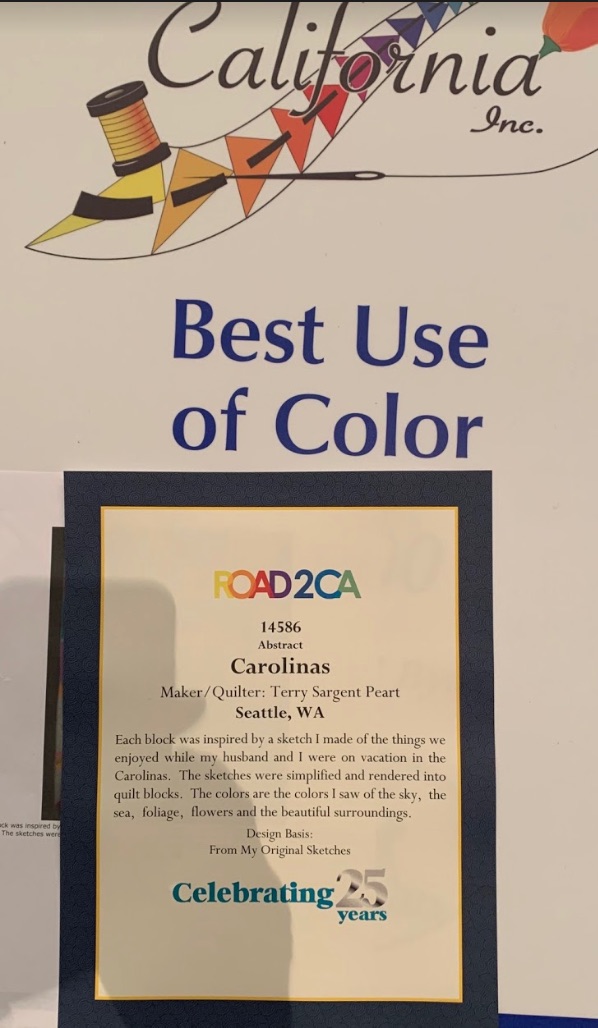 California
Inc.
Best Use
of Color
ROAD2CA
14586
Abstract
Carolinas
Maker/Quilter: Terry Sargent Peart
Seattle, WA
Each block was inspired by a sketch I made of the things we
enjoyed while my husband and I were on vacation in the
Carolinas. The sketches were simplified and rendered into
quilt blocks. The colors are the colors I saw of the sky, the
sea, foliage, flowers and the beautiful surroundings.
Design Basis:
From My Original Sketches
Celebrating 25
years
ck was inspired by
The sketches were